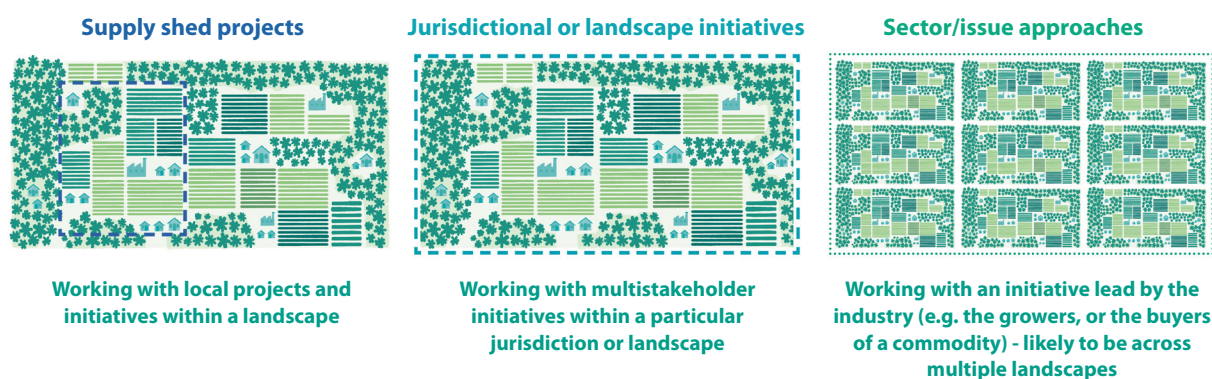 Supply shed projects
Jurisdictional or landscape initiatives
Sector/issue approaches
Working with local projects and
initiatives within a landscape
Working with multistakeholder
initiatives within a particular
jurisdiction or landscape
Working with an initiative lead by the
industry (e.g. the growers, or the buyers
of a commodity) - likely to be across
multiple landscapes